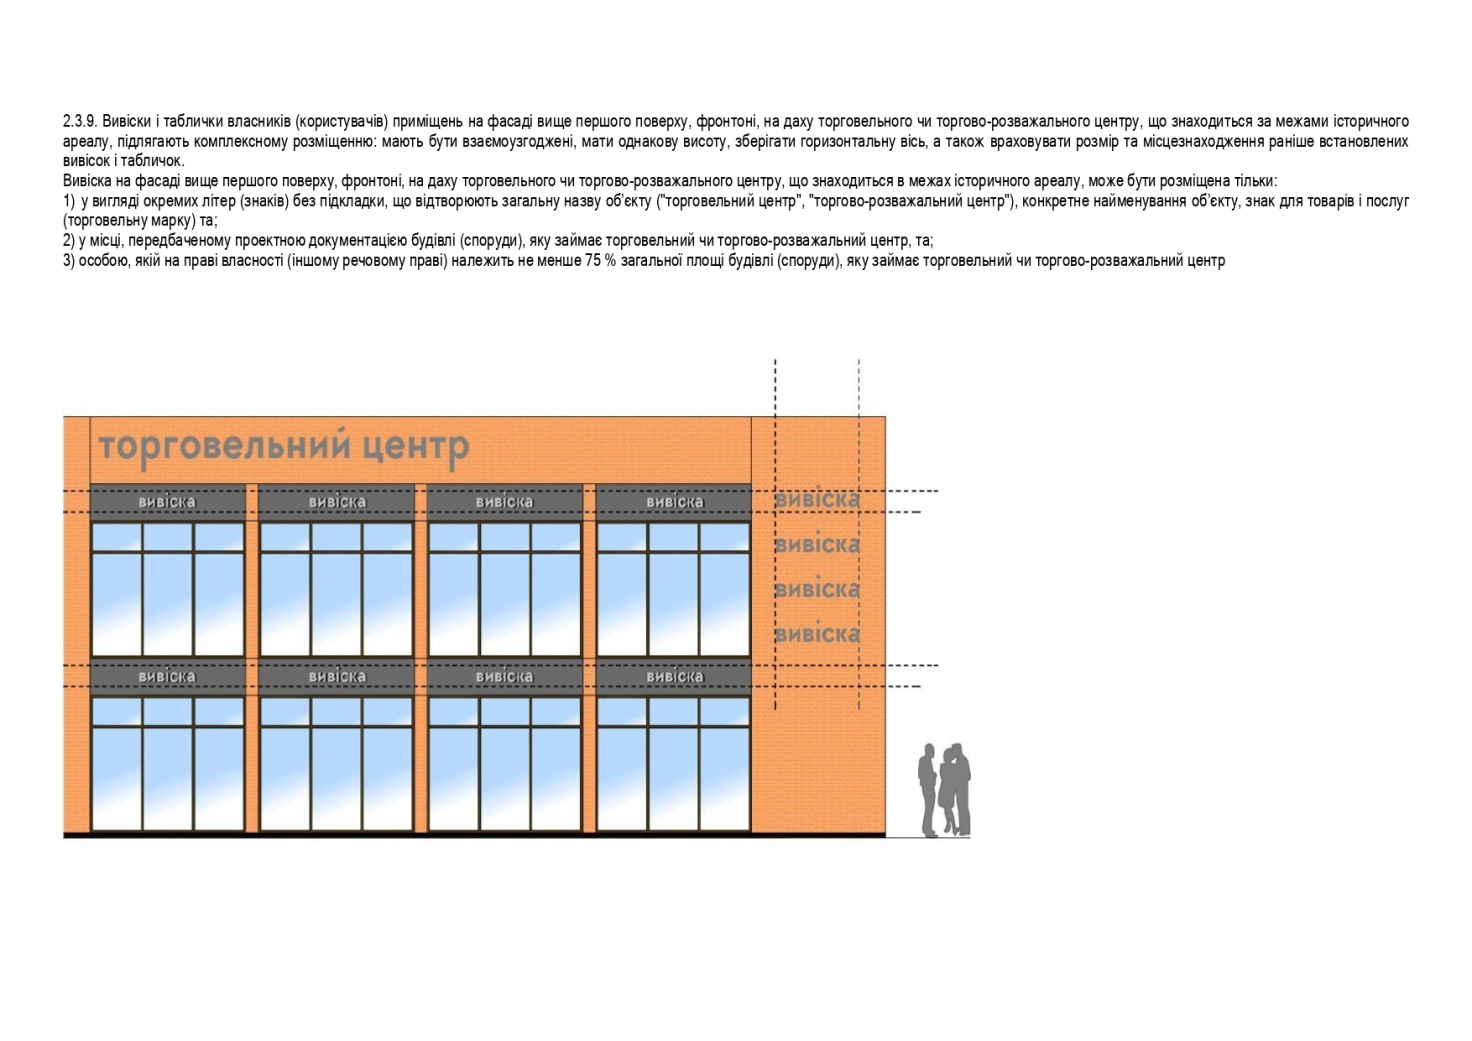 2.3.9. Вивіски і таблички власників (користувачів) приміщень на фасаді вище першого поверху, фронтоні, на даху торговельного чи торгово-розважального центру, що знаходиться за межами історичного
ареалу, підлягають комплексному розміщенню: мають бути взаємоузгоджені, мати однакову висоту, зберігати горизонтальну вісь, а також враховувати розмір та місцезнаходження раніше встановлених
вивісок і табличок.
Вивіска на фасаді вище першого поверху, фронтоні, на даху торговельного чи торгово-розважального центру, що знаходиться в межах історичного ареалу, може бути розміщена тільки:
1) у вигляді окремих літер (знаків) без підкладки, що відтворюють загальну назву об'єкту ("торговельний центр", "торгово-розважальний центр"), конкретне найменування об'єкту, знак для товарів і послуг
(торговельну марку) та;
2) у місці, передбаченому проектною документацією будівлі (споруди), яку займає торговельний чи торгово-розважальний центр, та;
3) особою, якій на праві власності (іншому речовому праві) належить не менше 75 % загальної площі будівлі (споруди), яку займає торговельний чи торгово-розважальний центр
торговельний центр
вивіска вивіска вивіска вивіска вивіска
вивіска
вивіска
вивіска
вивіска вивіска вивіска вивіска